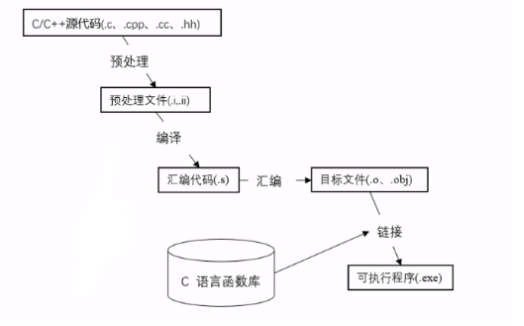 C/C++源代码(.c、.cpp、.cc、.hh)
预处理
预处理文件(.i,.ii)
编译
汇编代码(.s)
汇编
目标文件(.o、.obj)
链接
C 语言函数库
可执行程序(.exe)